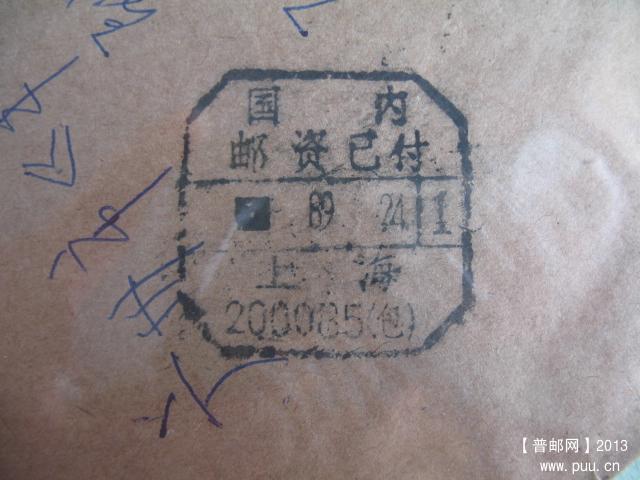 国 内
邮资已付
■ 89 24 1
上 海
200085(包)
【普邮网】2013
www.puu.cn